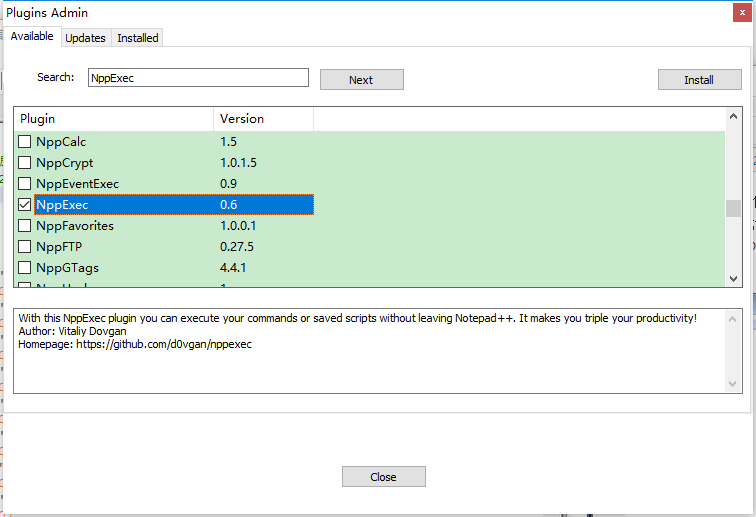 Plugins Admin
x
Available Updates Installed
Search: NppExec Next Install
Plugin Version
NppCalc 1.5
NppCrypt 1.0.1.5
NppEventExec 0.9
NppExec 0.6
NppFavorites 1.0.0.1
NppFTP 0.27.5
NppGTags 4.4.1
With this NppExec plugin you can execute your commands or saved scripts without leaving Notepad++. It makes you triple your productivity!
Author: Vitaliy Dovgan
Homepage: https://github.com/d0vgan/nppexec
Close